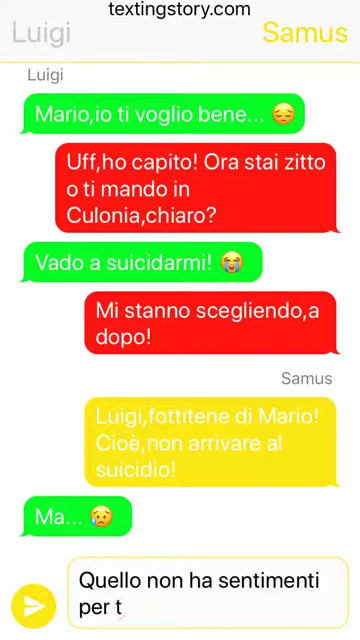 textingstory.com
Luigi Samus
Luigi
Mario,io ti voglio bene... 😔
Uff,ho capito! Ora stai zitto
o ti mando in
Culonia,chiaro?
Vado a suicidarmi! 😭
Mi stanno scegliendo,a
dopo!
Samus
Luigi,fottitene di Mario!
Cioè,non arrivare al
suicidio!
Ma... 😥
Quello non ha sentimenti
per t